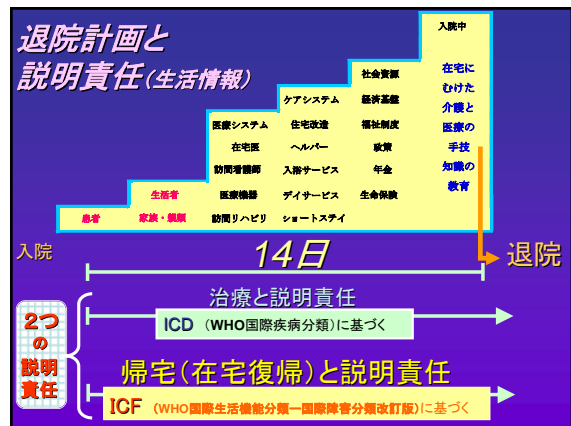 退院計画と
説明責任(生活情報)
患者
生活者
家族・親類
医療システム
在宅医
訪問看護師
医療機器
訪問リハビリ
ケアシステム
住宅改造
ヘルパー
入浴サービス
デイサービス
ショートステイ
社会資源
経済基盤
福祉制度
政策
年金
生命保険
入院中
在宅に
むけた
介護と
医療の
手技
知識の
教育
入院
14日
退院
2つ
の
説明
責任
治療と説明責任
ICD (WHO国際疾病分類)に基づく
帰宅(在宅復帰)と説明責任
ICF (WHO国際生活機能分類ー国際障害分類改訂版)に基づく